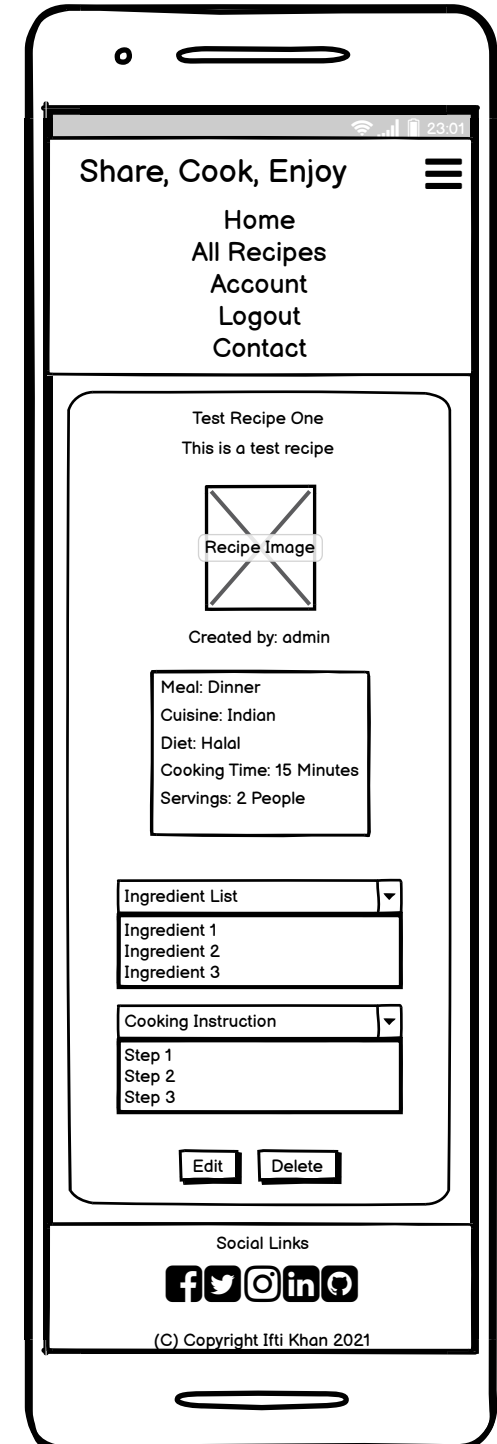 23:01
Share, Cook, Enjoy
Home
All Recipes
Account
Logout
Contact
Test Recipe One
This is a test recipe
Recipe Image
Created by: admin
Meal: Dinner
Cuisine: Indian
Diet: Halal
Cooking Time: 15 Minutes
Servings: 2 People
Ingredient List
Ingredient 1
Ingredient 2
Ingredient 3
Cooking Instruction
Step 1
Step 2
Step 3
Edit Delete
Social Links
(C) Copyright Ifti Khan 2021